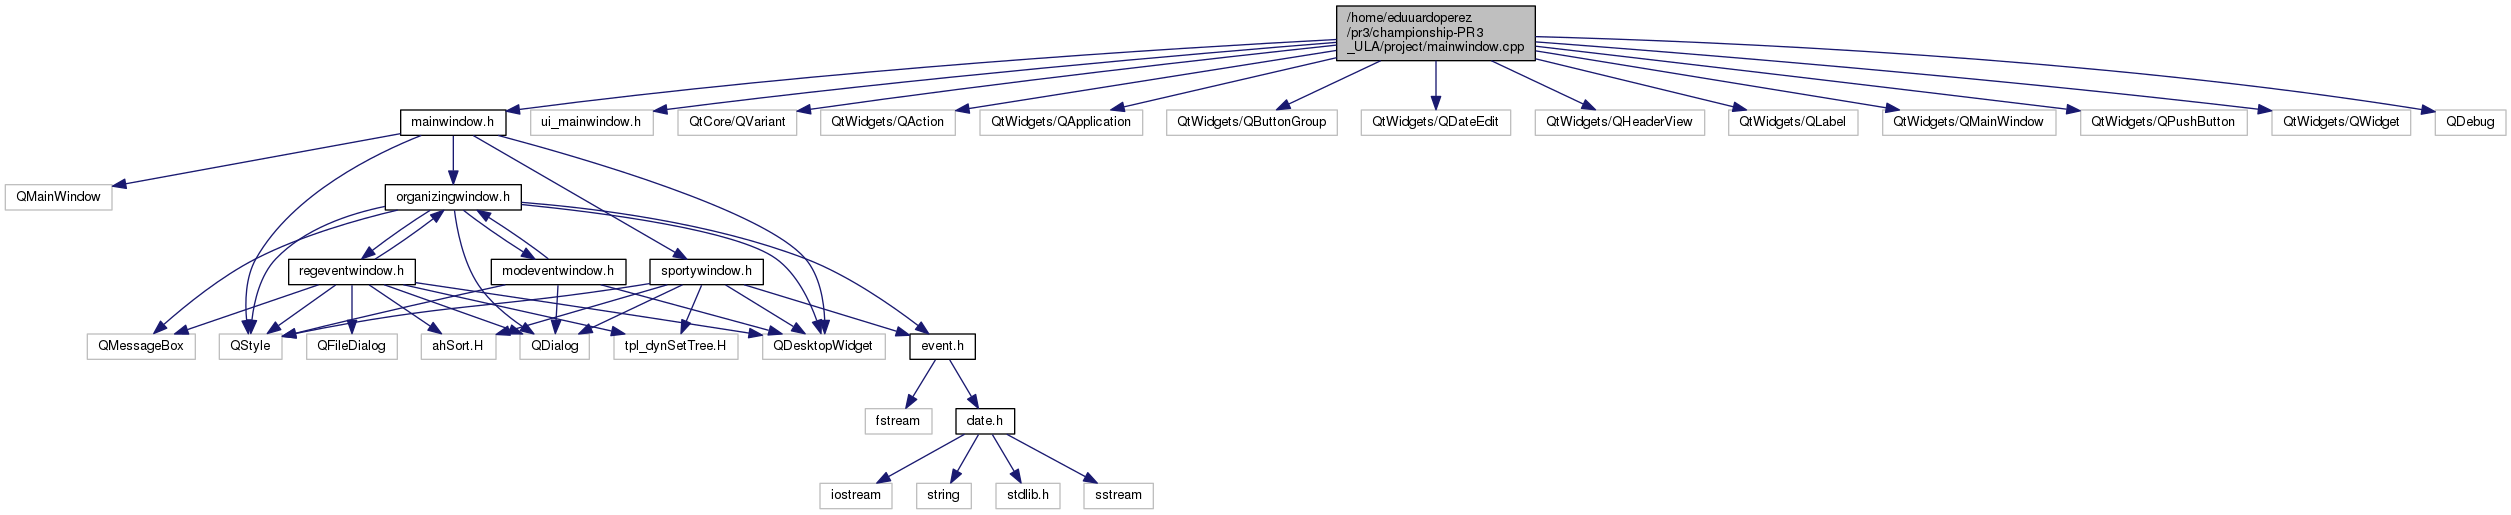 /home/eduuardoperez
/pr3/championship-PR3
_ULA/project/mainwindow.cpp
mainwindow.h
ui_mainwindow.h
QtCore/QVariant
QtWidgets/QAction
QtWidgets/QApplication
QtWidgets/QButtonGroup
QtWidgets/QDateEdit
QtWidgets/QHeaderView
QtWidgets/QLabel
QtWidgets/QMainWindow
QtWidgets/QPushButton
QtWidgets/QWidget
QDebug
QMainWindow
organizingwindow.h
regeventwindow.h
modeventwindow.h
sportywindow.h
QMessageBox
QStyle
QFileDialog
ahSort.H
QDialog
tpl_dynSetTree.H
QDesktopWidget
event.h
fstream
date.h
iostream
string
stdlib.h
sstream